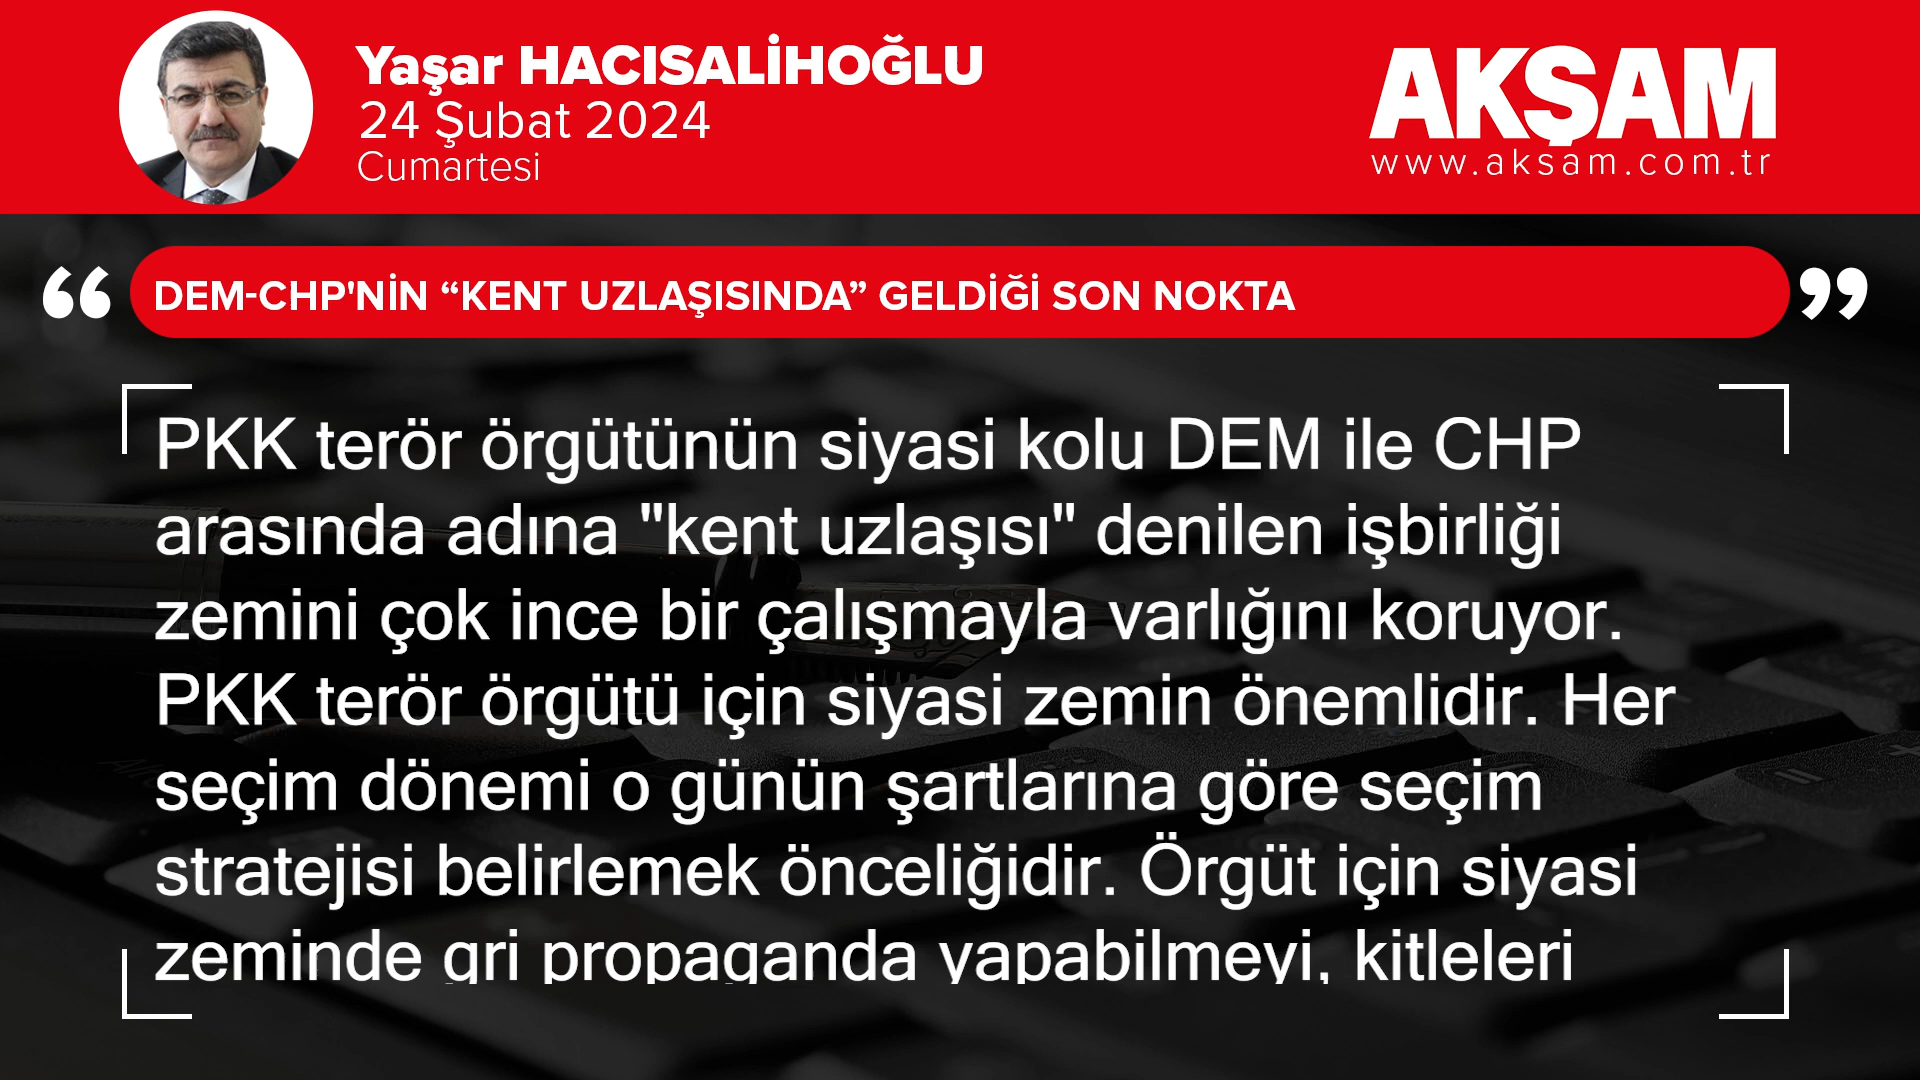 Yaşar HACISALİHOĞLU
24 Şubat 2024
Cumartesi
AKŞAM
www.aksam.com.tr
“
DEM-CHP'NİN “KENT UZLAŞISINDA” GELDİĞİ SON NOKTA
”
PKK terör örgütünün siyasi kolu DEM ile CHP
arasında adına "kent uzlaşısı" denilen işbirliği
zemini çok ince bir çalışmayla varlığını koruyor.
PKK terör örgütü için siyasi zemin önemlidir. Her
seçim dönemi o günün şartlarına göre seçim
stratejisi belirlemek önceliğidir. Örgüt için siyasi
zeminde gri propaganda yapabilmeyi, kitleleri